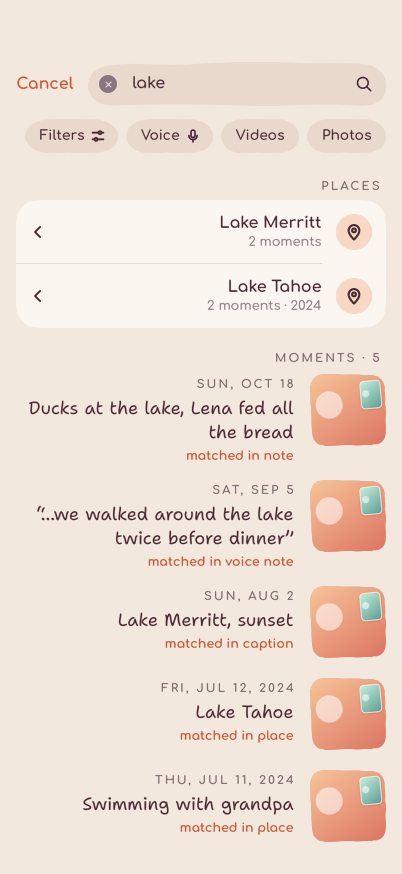 Cancel
lake
Filters
Voice
Videos
Photos
PLACES
Lake Merritt
2 moments
Lake Tahoe
2 moments · 2024
MOMENTS · 5
SUN, OCT 18
Ducks at the lake, Lena fed all
the bread
matched in note
SAT, SEP 5
“…we walked around the lake
twice before dinner”
matched in voice note
SUN, AUG 2
Lake Merritt, sunset
matched in caption
FRI, JUL 12, 2024
Lake Tahoe
matched in place
THU, JUL 11, 2024
Swimming with grandpa
matched in place